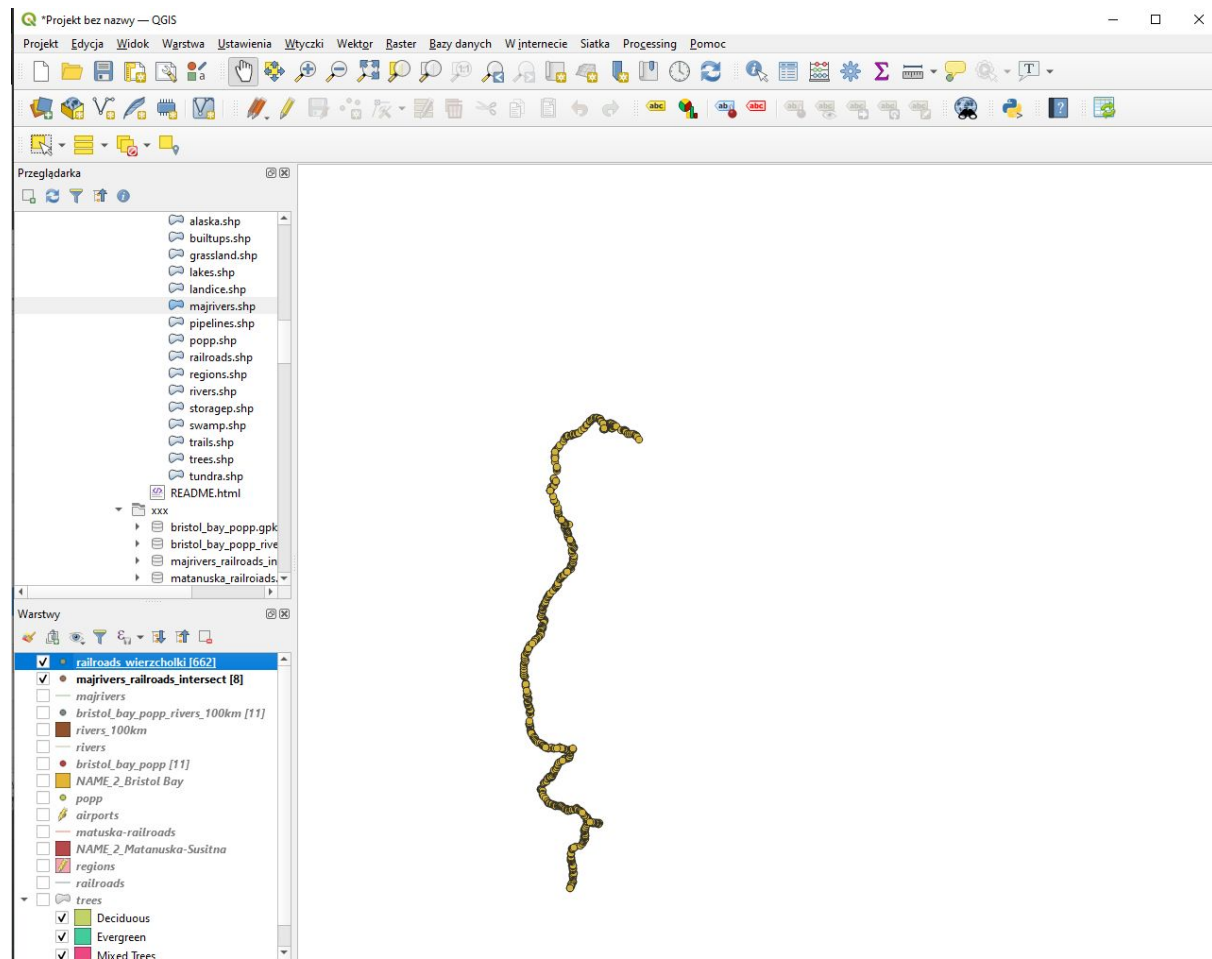 *Projekt bez nazwy — QGIS
Projekt Edycja Widok Warstwa Ustawienia Wtyczki Wektor Raster Bazy danych W internecie Siatka Processing Pomoc
Przeglądarka
alaska.shp
builtups.shp
grassland.shp
lakes.shp
landice.shp
majrivers.shp
pipelines.shp
popp.shp
railroads.shp
regions.shp
rivers.shp
storagep.shp
swamp.shp
trails.shp
trees.shp
tundra.shp
README.html
xxx
bristol_bay_popp.gpk
bristol_bay_popp_rive
majrivers_railroads_in
matanuska_railroiads.
Warstwy
railroads_wierzcholki [662]
majrivers_railroads_intersect [8]
majrivers
bristol_bay_popp_rivers_100km [11]
rivers_100km
rivers
bristol_bay_popp [11]
NAME_2_Bristol Bay
popp
airports
matuska-railroads
NAME_2_Matanuska-Susitna
regions
railroads
trees
Deciduous
Evergreen
Mixed Trees